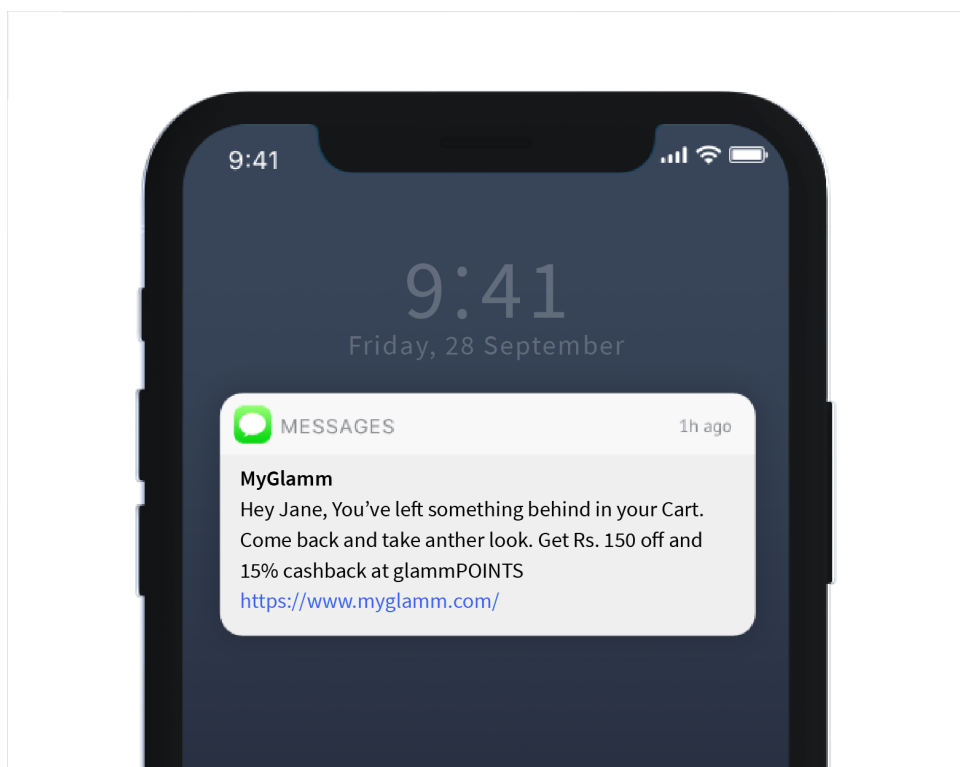 9:41
9:41
Friday, 28 September
MESSAGES 1h ago
MyGlamm
Hey Jane, You’ve left something behind in your Cart.
Come back and take anther look. Get Rs. 150 off and
15% cashback at glammPOINTS
https://www.myglamm.com/